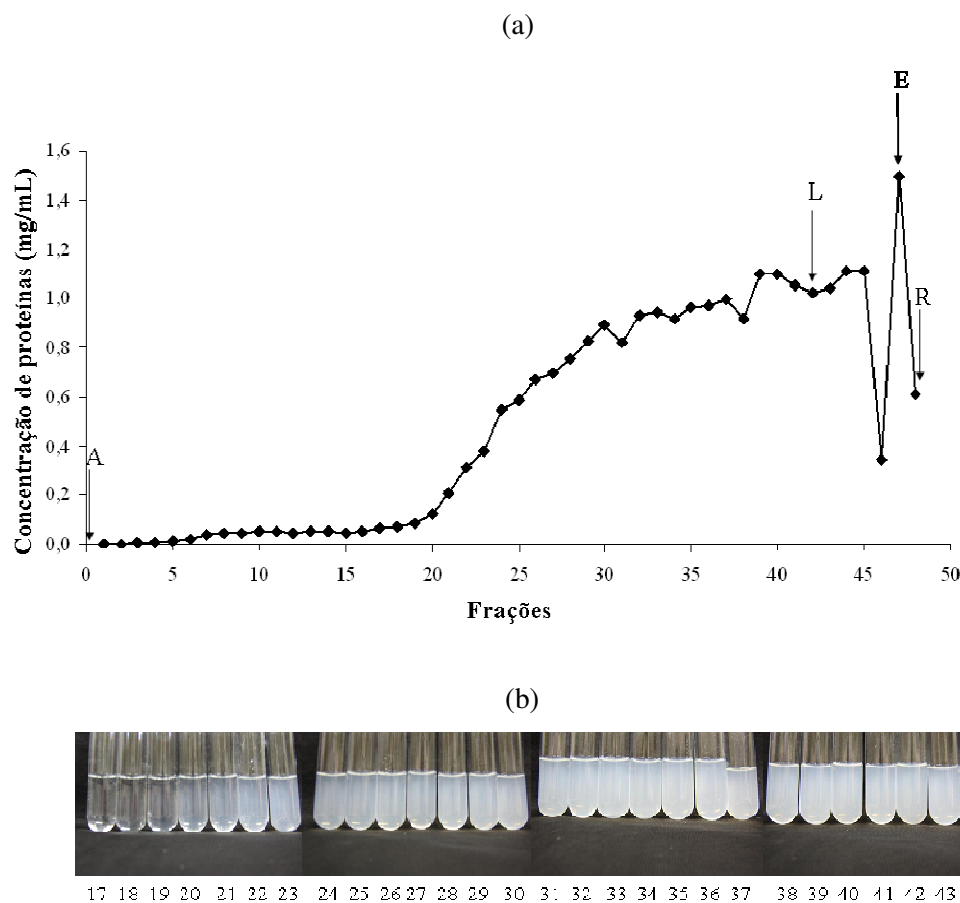 (a)
E
1,6
1,4
L
1,2
1,0
R
0,8
0,6
0,4
A
0,2
0,0
Concentração de proteínas (mg/mL)
0 5 10 15 20 25 30 35 40 45 50
Frações
(b)
17 18 19 20 21 22 23 24 25 26 27 28 29 30 31 32 33 34 35 36 37 38 39 40 41 42 43